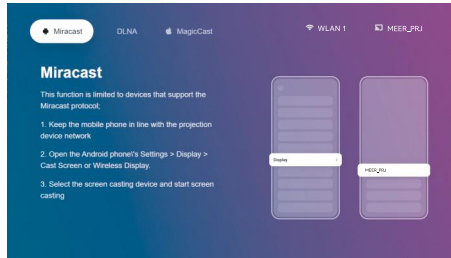 Miracast
DLNA
MagicCast
WLAN 1
MEER_PRJ
Miracast
This function is limited to devices that support the
Miracast protocol;
1. Keep the mobile phone in line with the projection
device network
2. Open the Android phone\'s Settings > Display >
Cast Screen or Wireless Display.
3. Select the screen casting device and start screen
casting
Display
MEER_PRJ